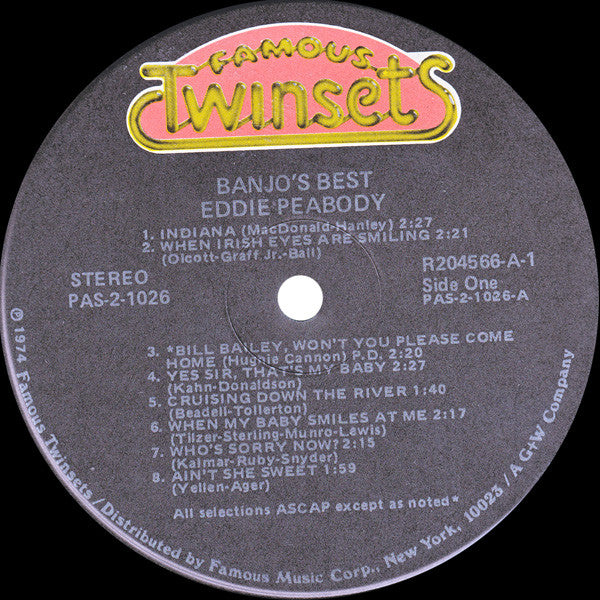 FAMOUS
Twinsets
BANJO'S BEST
EDDIE PEABODY
1. INDIANA (MacDonald-Hanley) 2:27
2. WHEN IRISH EYES ARE SMILING 2:21
(Olcott-Graff Jr.-Ball)
STEREO
PAS-2-1026
R204566-A-1
Side One
PAS-2-1026-A
3. *BILL BAILEY, WON'T YOU PLEASE COME
HOME (Hughie Cannon) P.D. 2:20
4. YES SIR, THAT'S MY BABY 2:27
(Kahn-Donaldson)
5. CRUISING DOWN THE RIVER 1:40
(Beadell-Tollerton)
6. WHEN MY BABY SMILES AT ME 2:17
(Tilzer-Sterling-Munro-Lewis)
7. WHO'S SORRY NOW? 2:15
(Kalmar-Ruby-Snyder)
8. AIN'T SHE SWEET 1:59
(Yellen-Ager)
All selections ASCAP except as noted*
℗ 1974 Famous Twinsets / Distributed by Famous Music Corp., New York, 10023 / A G+W Company